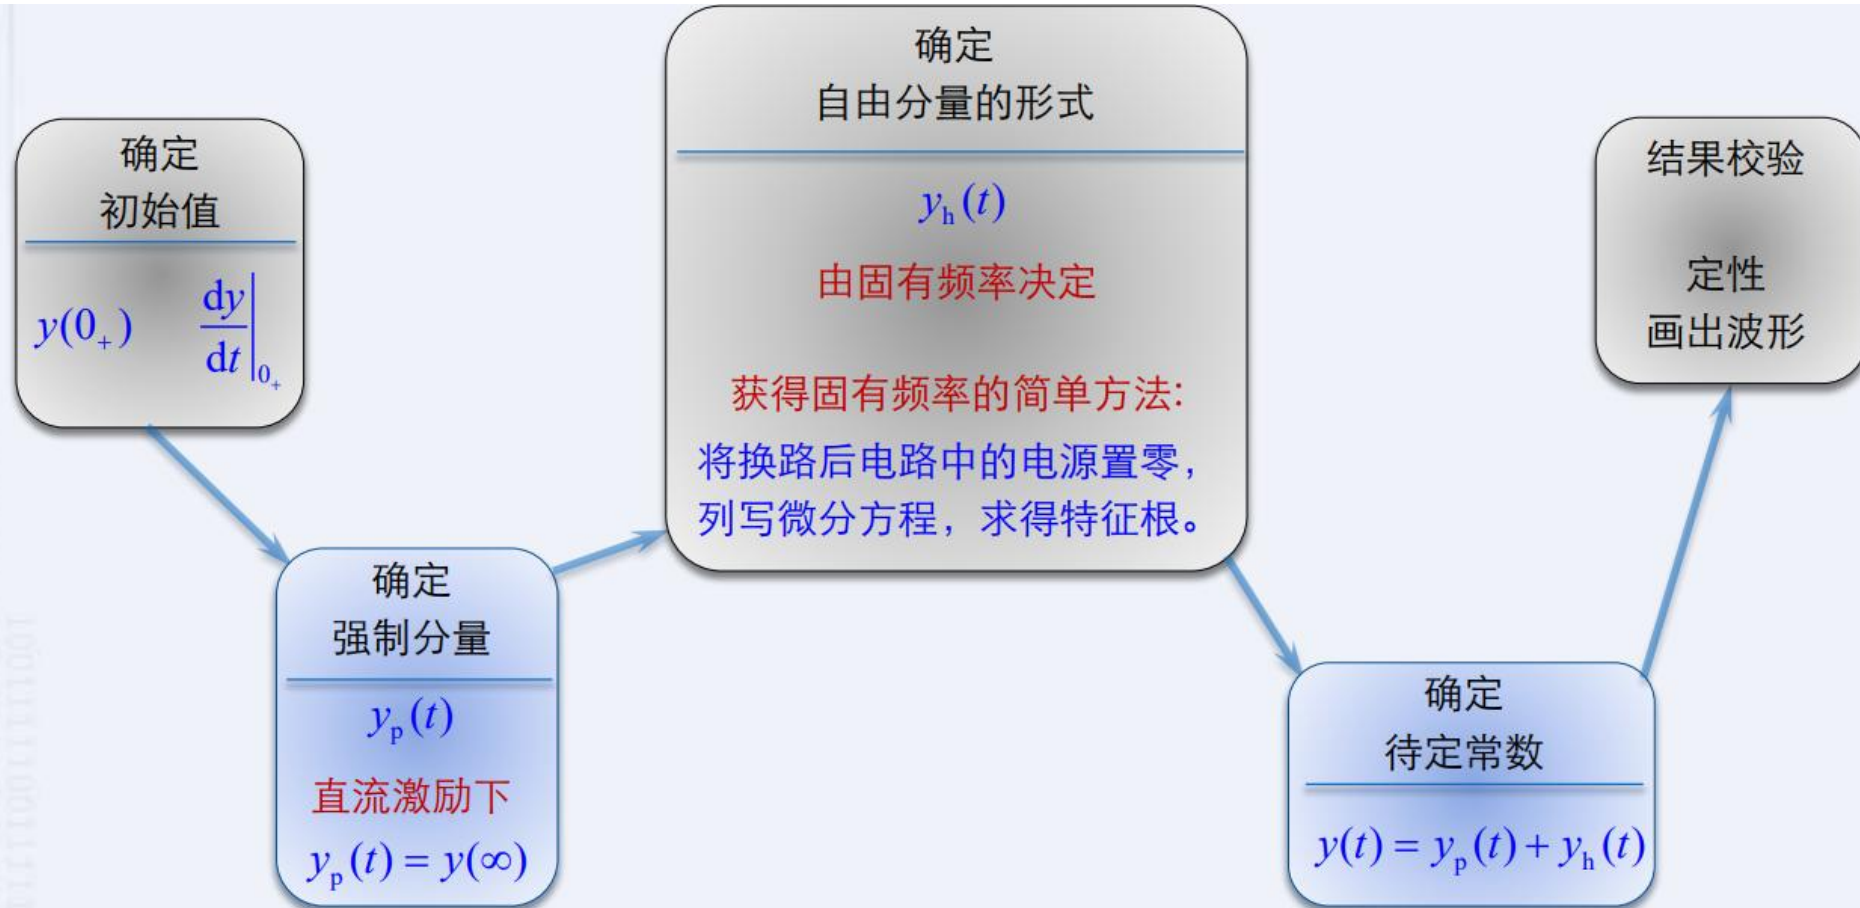 确定
初始值
y(0₊) dy/dt|0₊
确定
强制分量
yₚ(t)
直流激励下
yₚ(t) = y(∞)
确定
自由分量的形式
yₕ(t)
由固有频率决定
获得固有频率的简单方法:
将换路后电路中的电源置零，
列写微分方程，求得特征根。
确定
待定常数
y(t) = yₚ(t) + yₕ(t)
结果校验
定性
画出波形